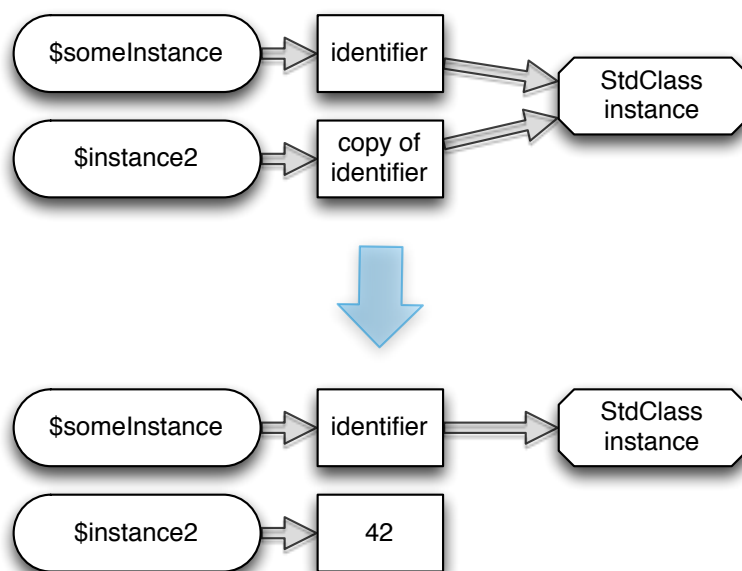 $someInstance
identifier
StdClass
instance
$instance2
copy of
identifier
$someInstance
identifier
StdClass
instance
$instance2
42